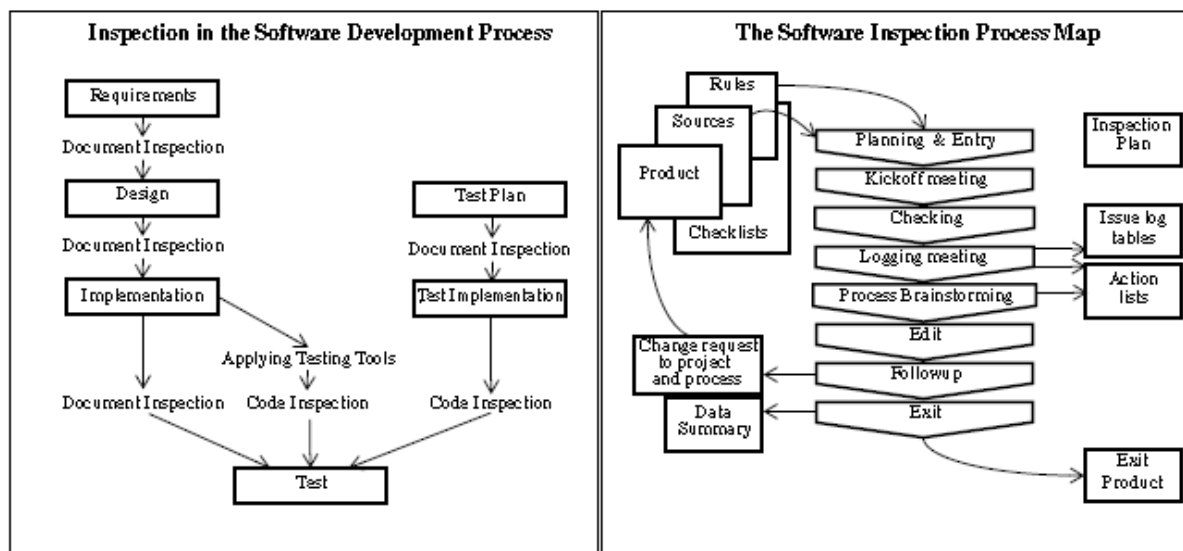 Inspection in the Software Development Process
Requirements
Document Inspection
Design
Document Inspection
Implementation
Applying Testing Tools
Document Inspection
Code Inspection
Test Plan
Document Inspection
Test Implementation
Code Inspection
Test
The Software Inspection Process Map
Rules
Sources
Product
Checklists
Planning & Entry
Kickoff meeting
Checking
Logging meeting
Process Brainstorming
Edit
Followup
Exit
Inspection
Plan
Issue log
tables
Action
lists
Change request
to project
and process
Data
Summary
Exit
Product